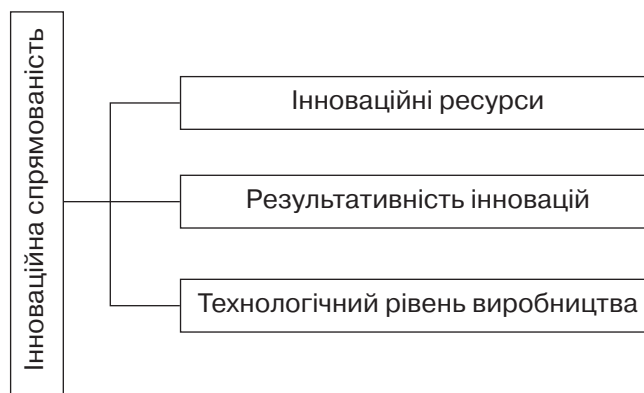 Інноваційна спрямованість
Інноваційні ресурси
Результативність інновацій
Технологічний рівень виробництва